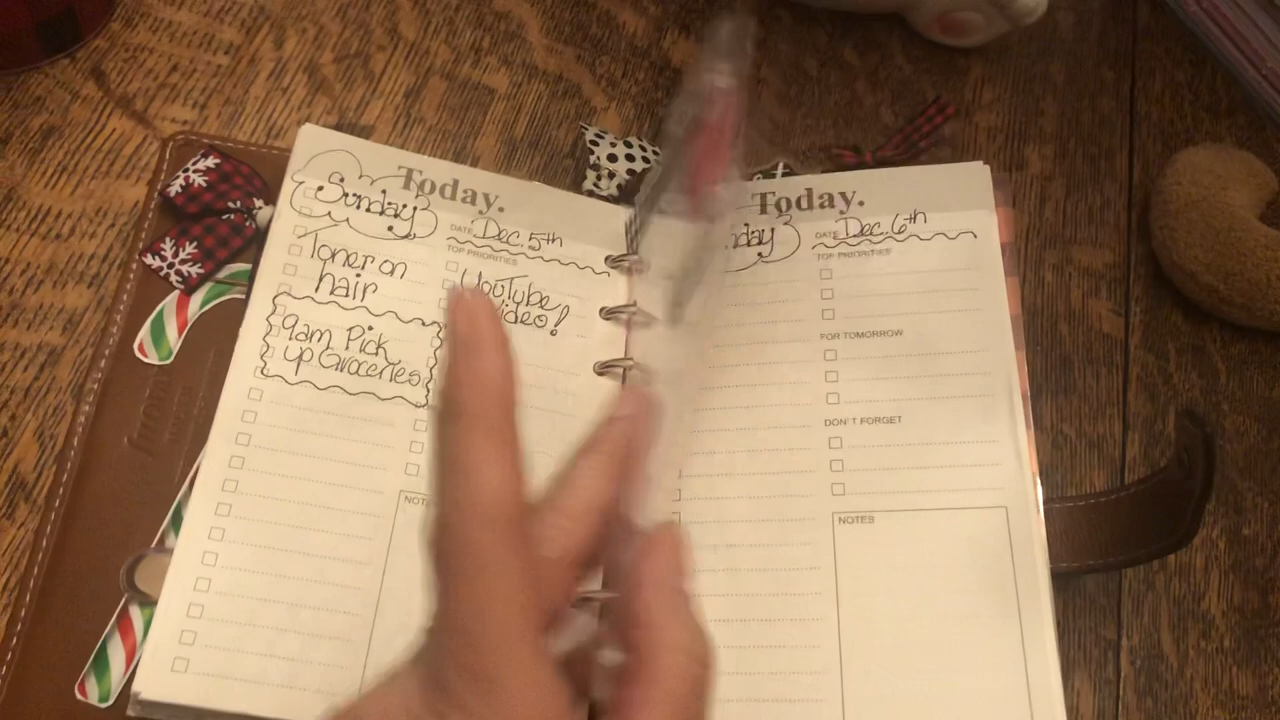 Today.
Sunday
DATE Dec. 5th
TOP PRIORITIES
Toner on
hair
YouTube
Video!
9am Pick
up Groceries
Today.
DATE Dec. 6th
TOP PRIORITIES
FOR TOMORROW
DON'T FORGET
NOTES